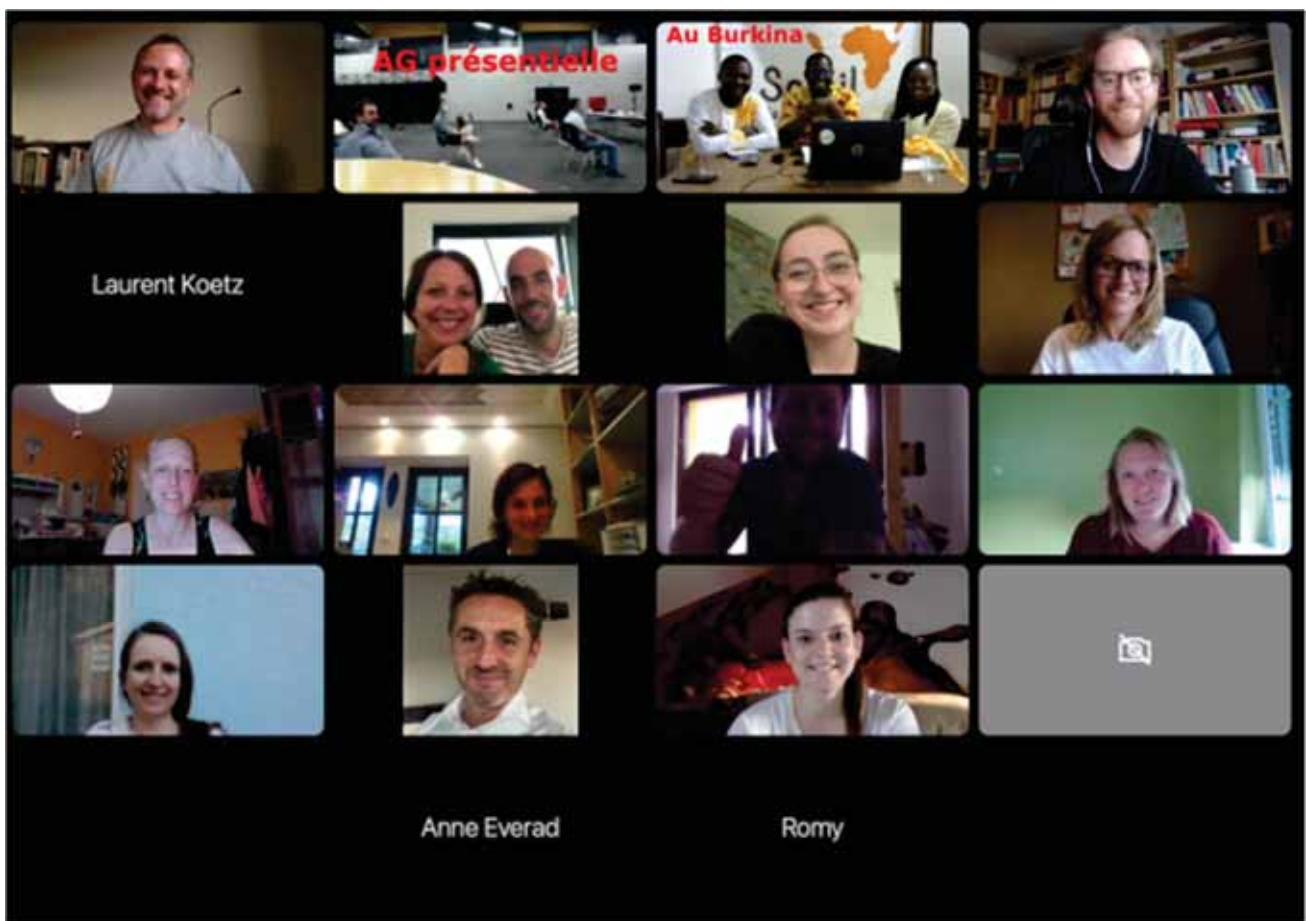 AG présentielle
Au Burkina
Laurent Koetz
Anne Everad
Romy